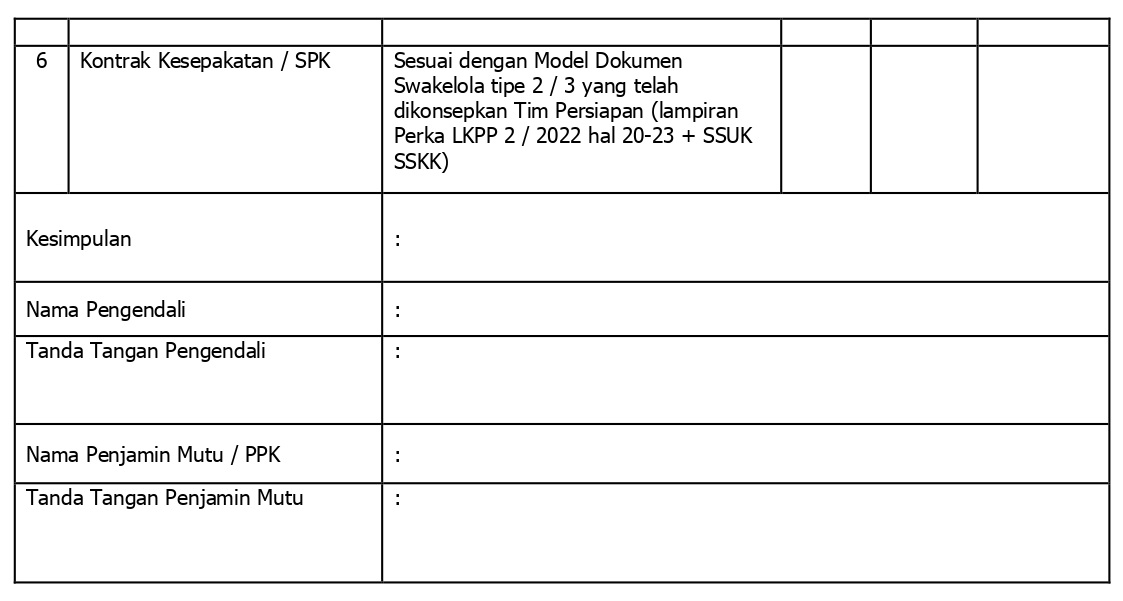 6 Kontrak Kesepakatan / SPK Sesuai dengan Model Dokumen
Swakelola tipe 2 / 3 yang telah
dikonsepkan Tim Persiapan (lampiran
Perka LKPP 2 / 2022 hal 20-23 + SSUK
SSKK)
Kesimpulan :
Nama Pengendali :
Tanda Tangan Pengendali :
Nama Penjamin Mutu / PPK :
Tanda Tangan Penjamin Mutu :